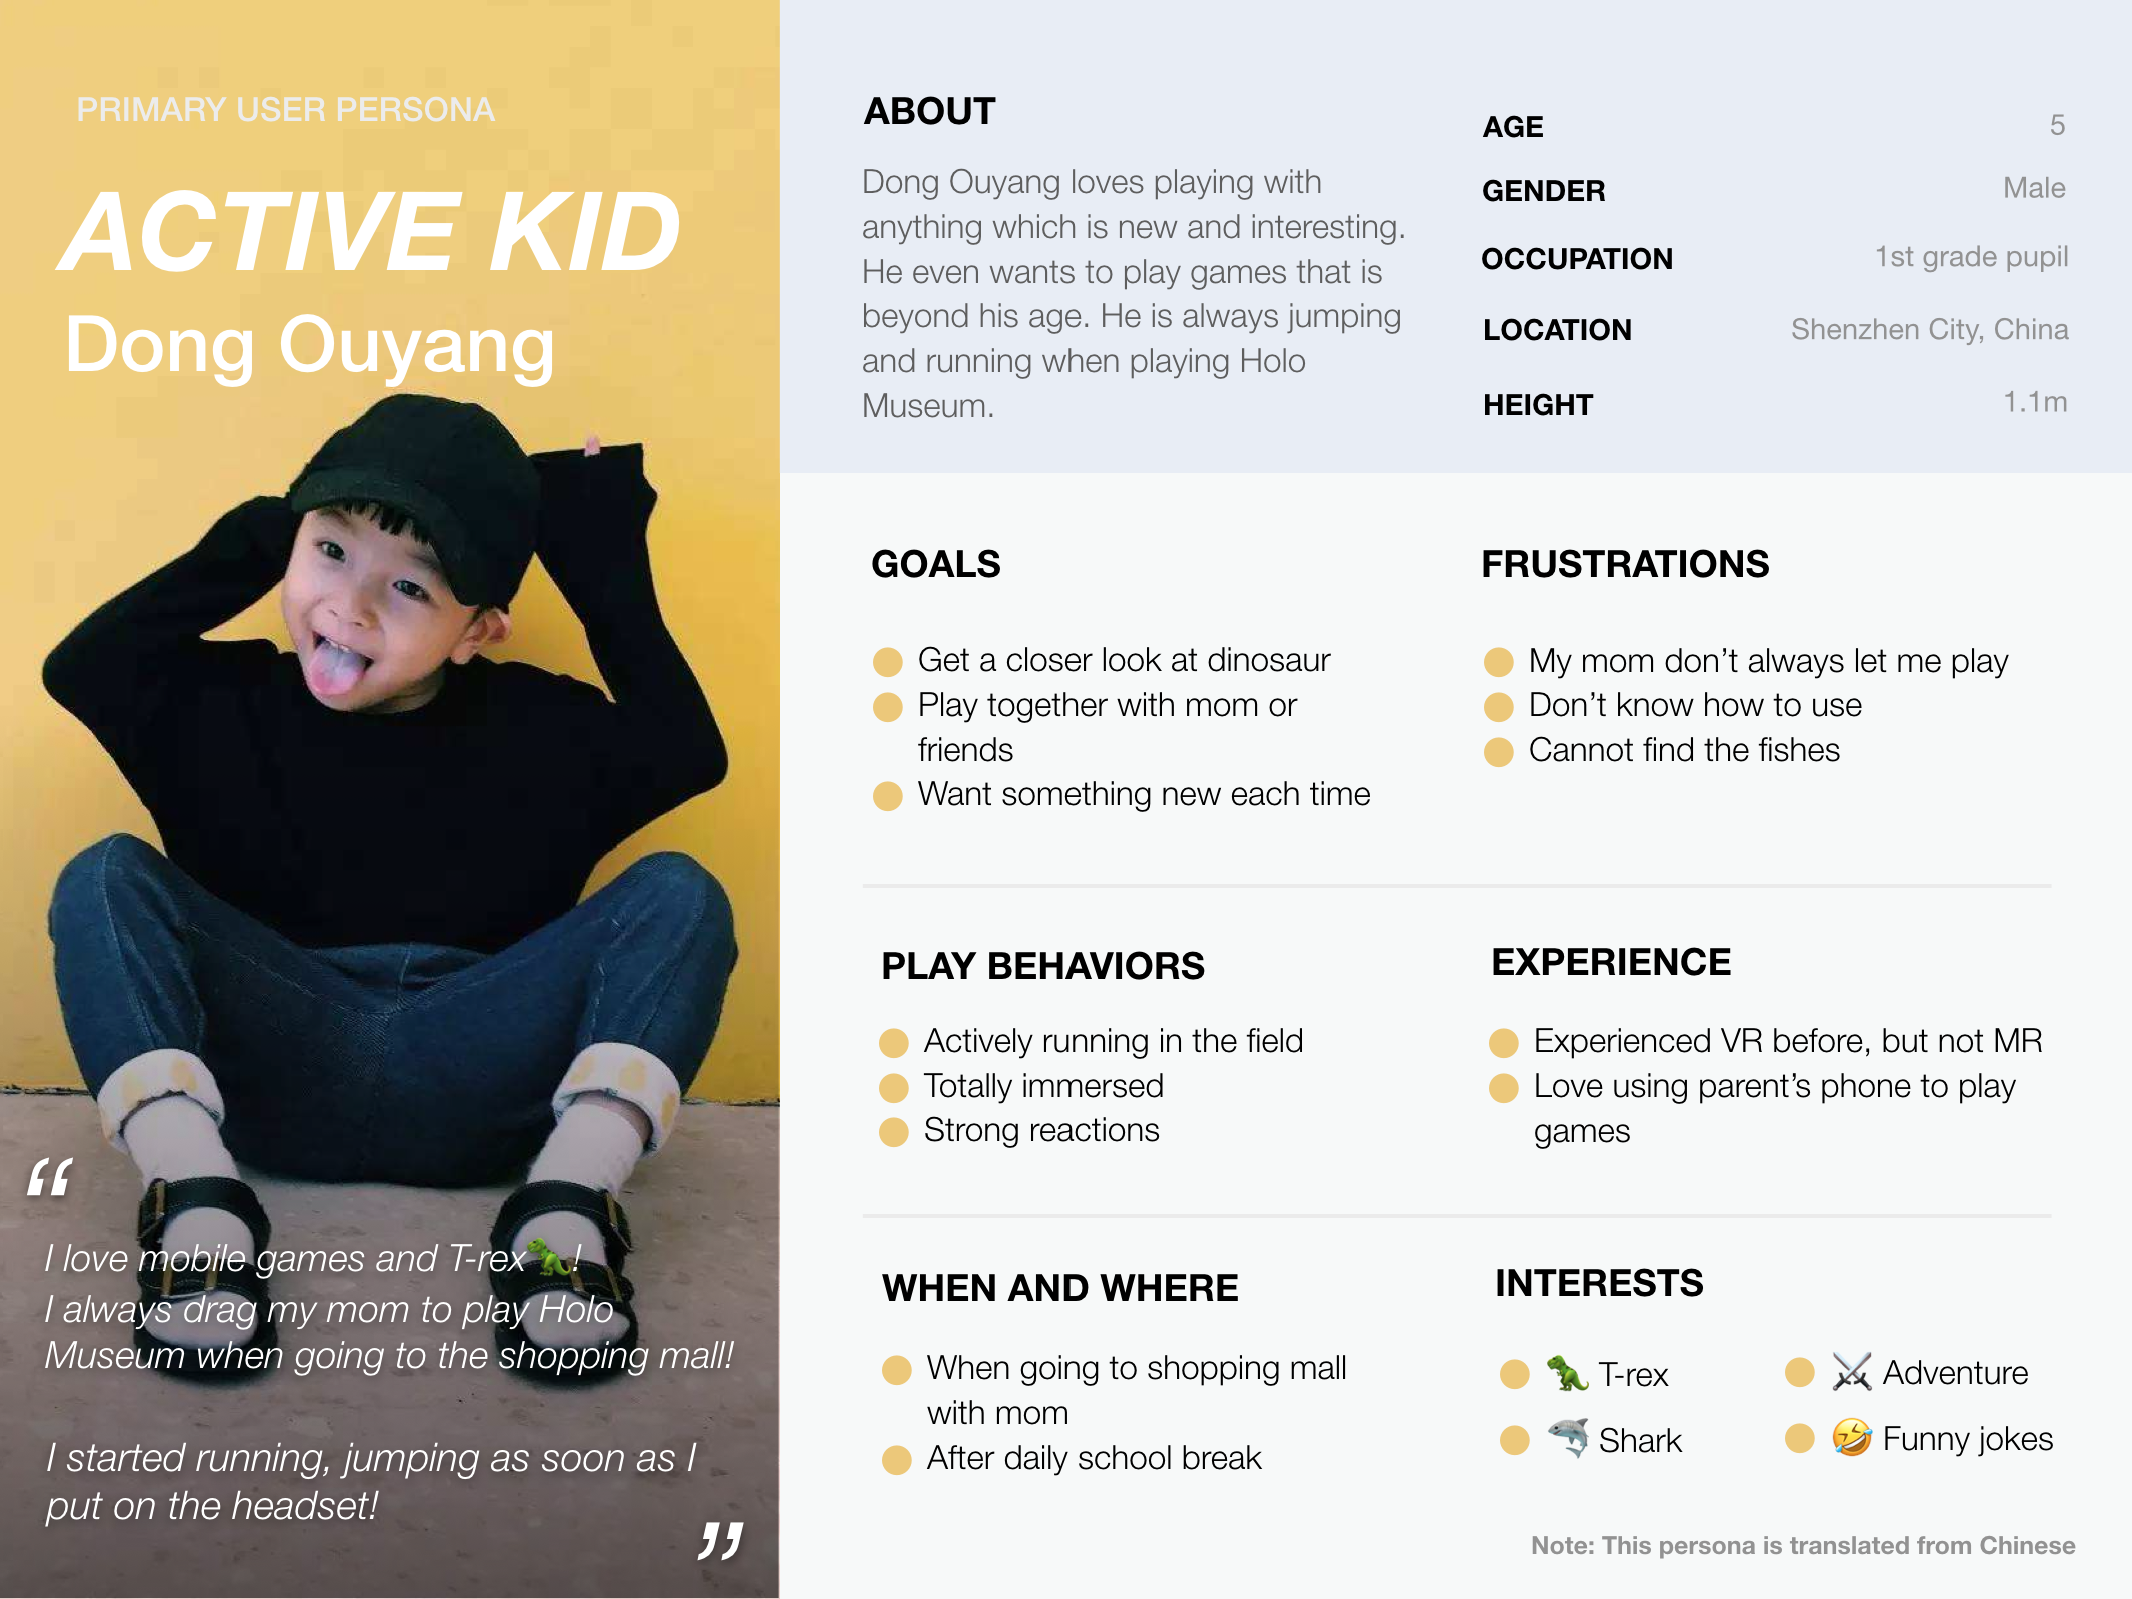 PRIMARY USER PERSONA
ACTIVE KID
Dong Ouyang
“
I love mobile games and T-rex 🦖!
I always drag my mom to play Holo
Museum when going to the shopping mall!
I started running, jumping as soon as I
put on the headset!
”
ABOUT
Dong Ouyang loves playing with
anything which is new and interesting.
He even wants to play games that is
beyond his age. He is always jumping
and running when playing Holo
Museum.
AGE 5
GENDER Male
OCCUPATION 1st grade pupil
LOCATION Shenzhen City, China
HEIGHT 1.1m
GOALS
Get a closer look at dinosaur
Play together with mom or
friends
Want something new each time
FRUSTRATIONS
My mom don’t always let me play
Don’t know how to use
Cannot find the fishes
PLAY BEHAVIORS
Actively running in the field
Totally immersed
Strong reactions
EXPERIENCE
Experienced VR before, but not MR
Love using parent’s phone to play
games
WHEN AND WHERE
When going to shopping mall
with mom
After daily school break
INTERESTS
🦖 T-rex
⚔️ Adventure
🦈 Shark
🤣 Funny jokes
Note: This persona is translated from Chinese